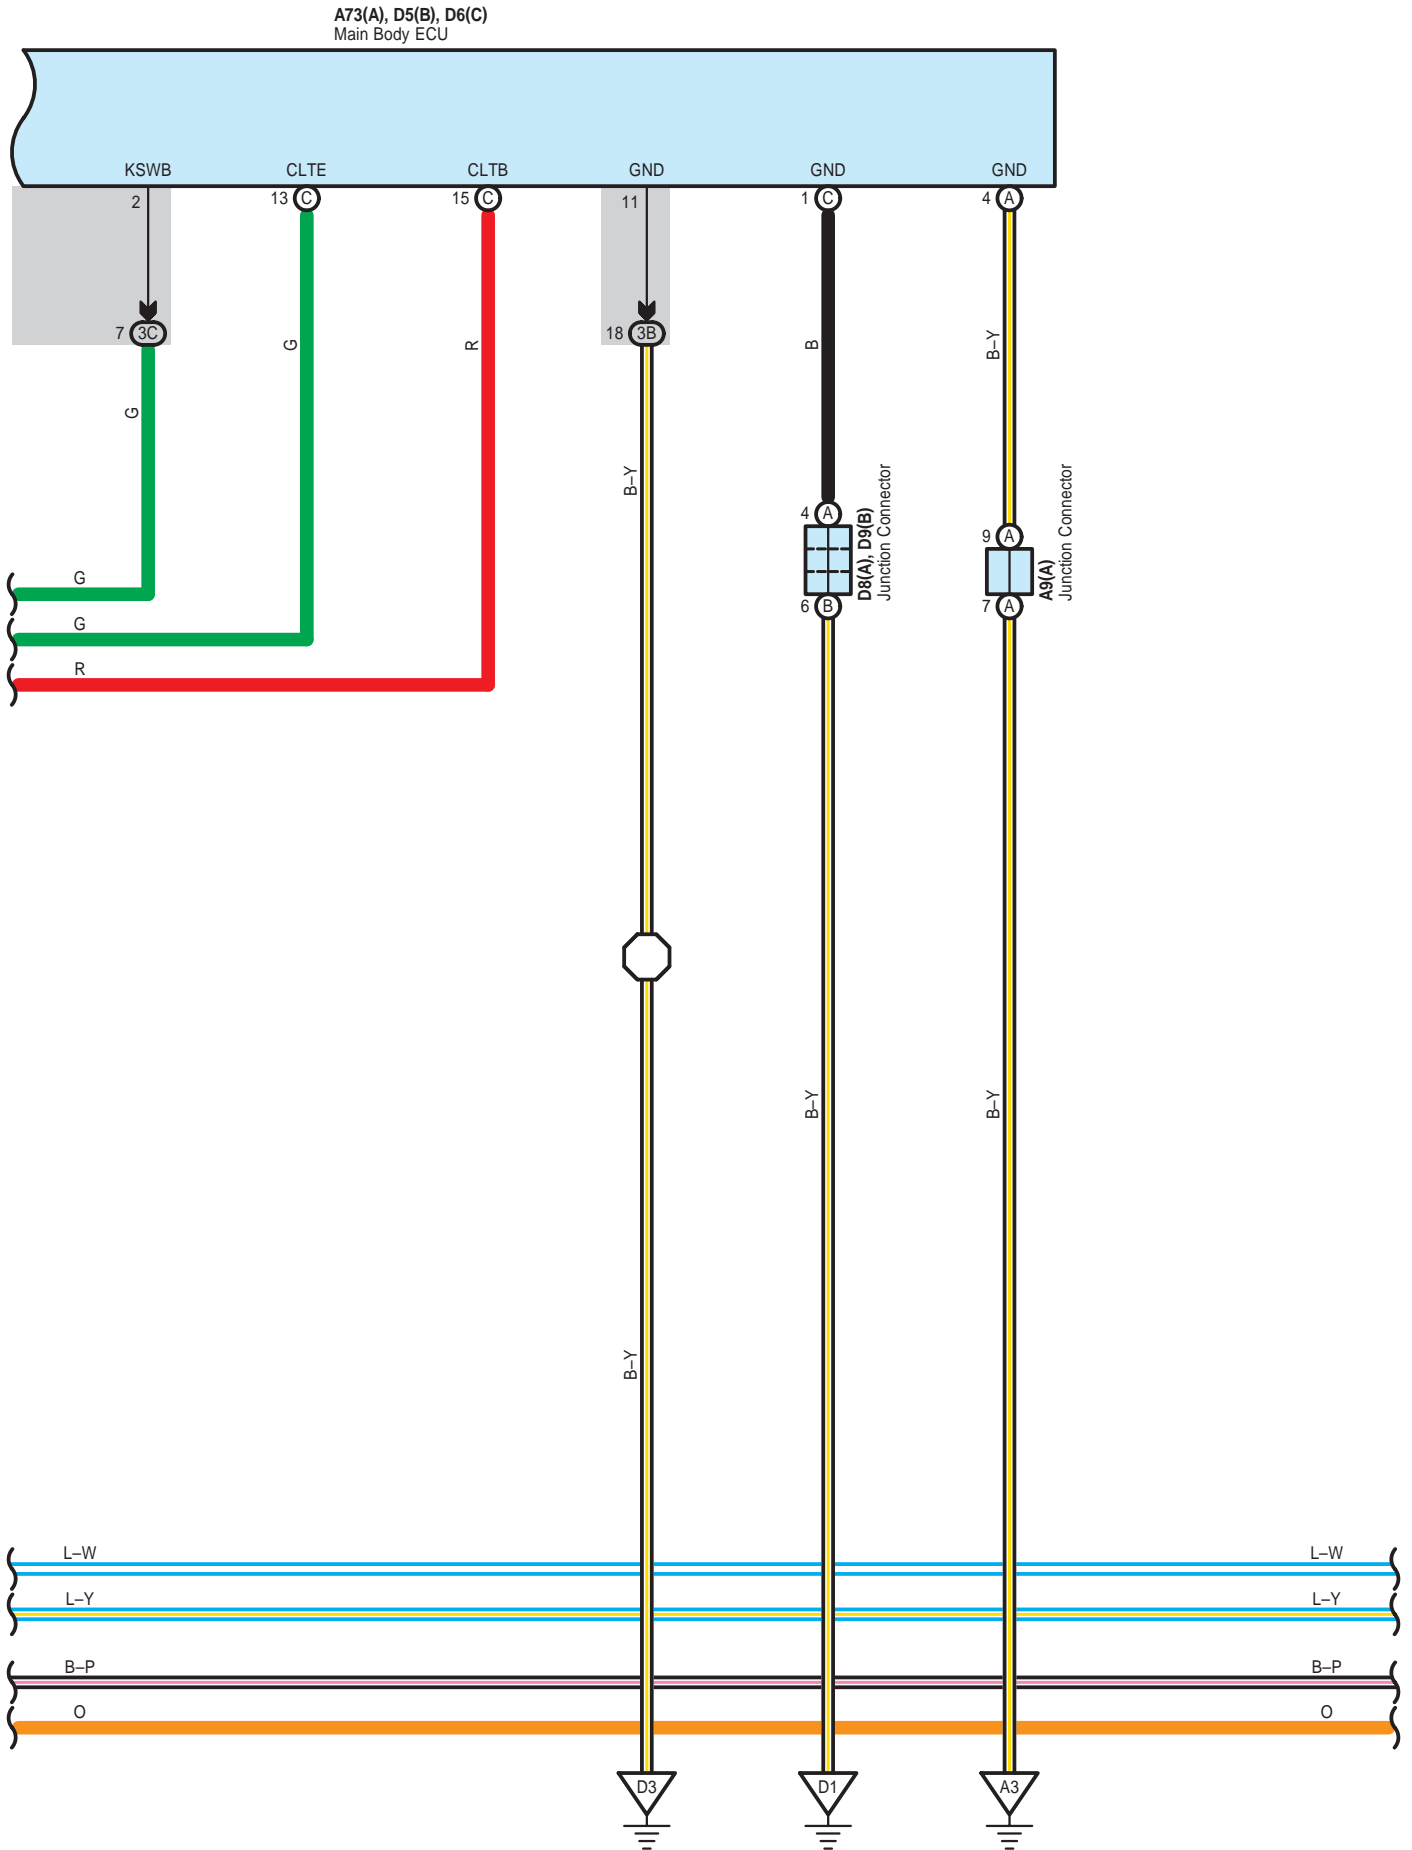 A73(A), D5(B), D6(C)
Main Body ECU
KSWB
CLTE
CLTB
GND
GND
GND
2
13 C
15 C
11
1 C
4 A
7 3C
18 3B
G
G
R
B–Y
B
B–Y
4 A
D8(A), D9(B)
Junction Connector
6 B
9 A
A9(A)
Junction Connector
7 A
G
G
R
B–Y
B–Y
B–Y
L–W
L–W
L–Y
L–Y
B–P
B–P
O
O
D3
D1
A3